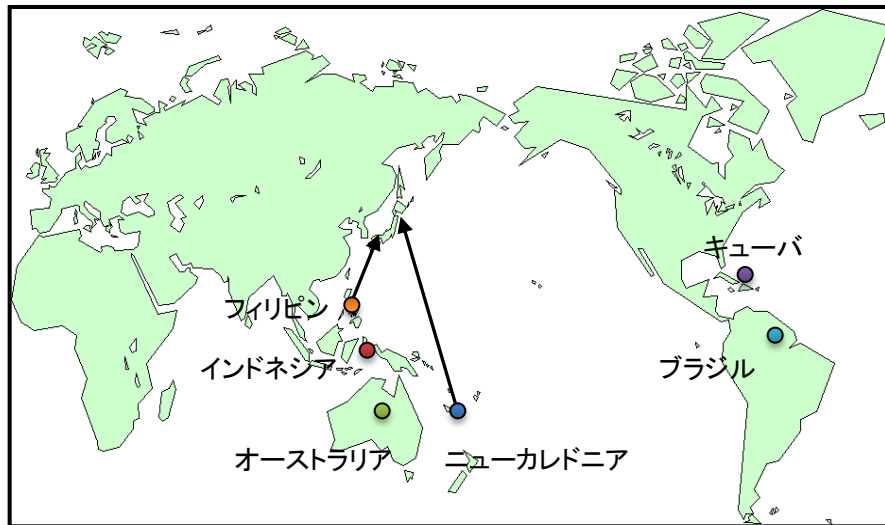 キューバ
フィリピン
インドネシア
ブラジル
オーストラリア
ニューカレドニア